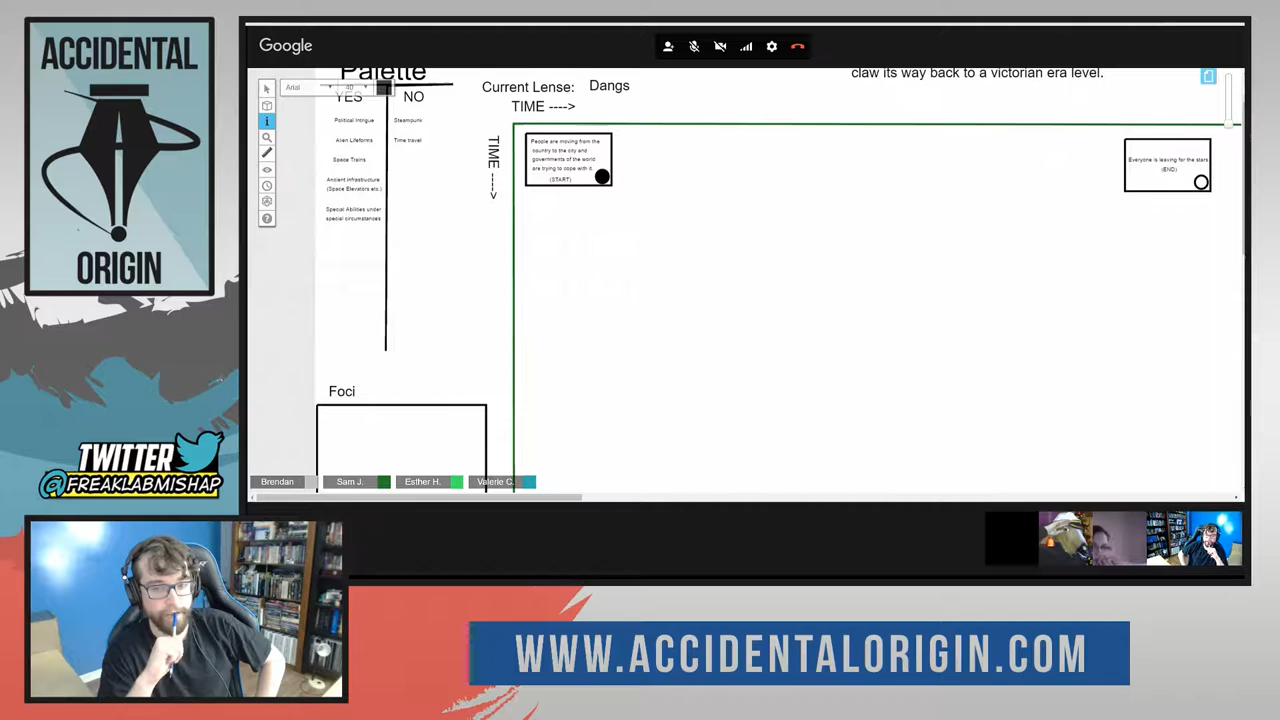 ACCIDENTAL
ORIGIN
TWITTER
@FREAKLABMISHAP
Google
Palette
YES NO
Arial
40
Political Intrigue
Alien Lifeforms
Space Trains
Ancient infrastructure
(Space Elevators etc.)
Special Abilities under
special circumstances
Steampunk
Time travel
Current Lense: Dangs
TIME ---->
TIME ---->
claw its way back to a victorian era level.
People are moving from the
country to the city and
governments of the world
are trying to cope with it.
(START)
Everyone is leaving for the stars
(END)
Foci
Brendan
Sam J.
Esther H.
Valerie C.
WWW.ACCIDENTALORIGIN.COM